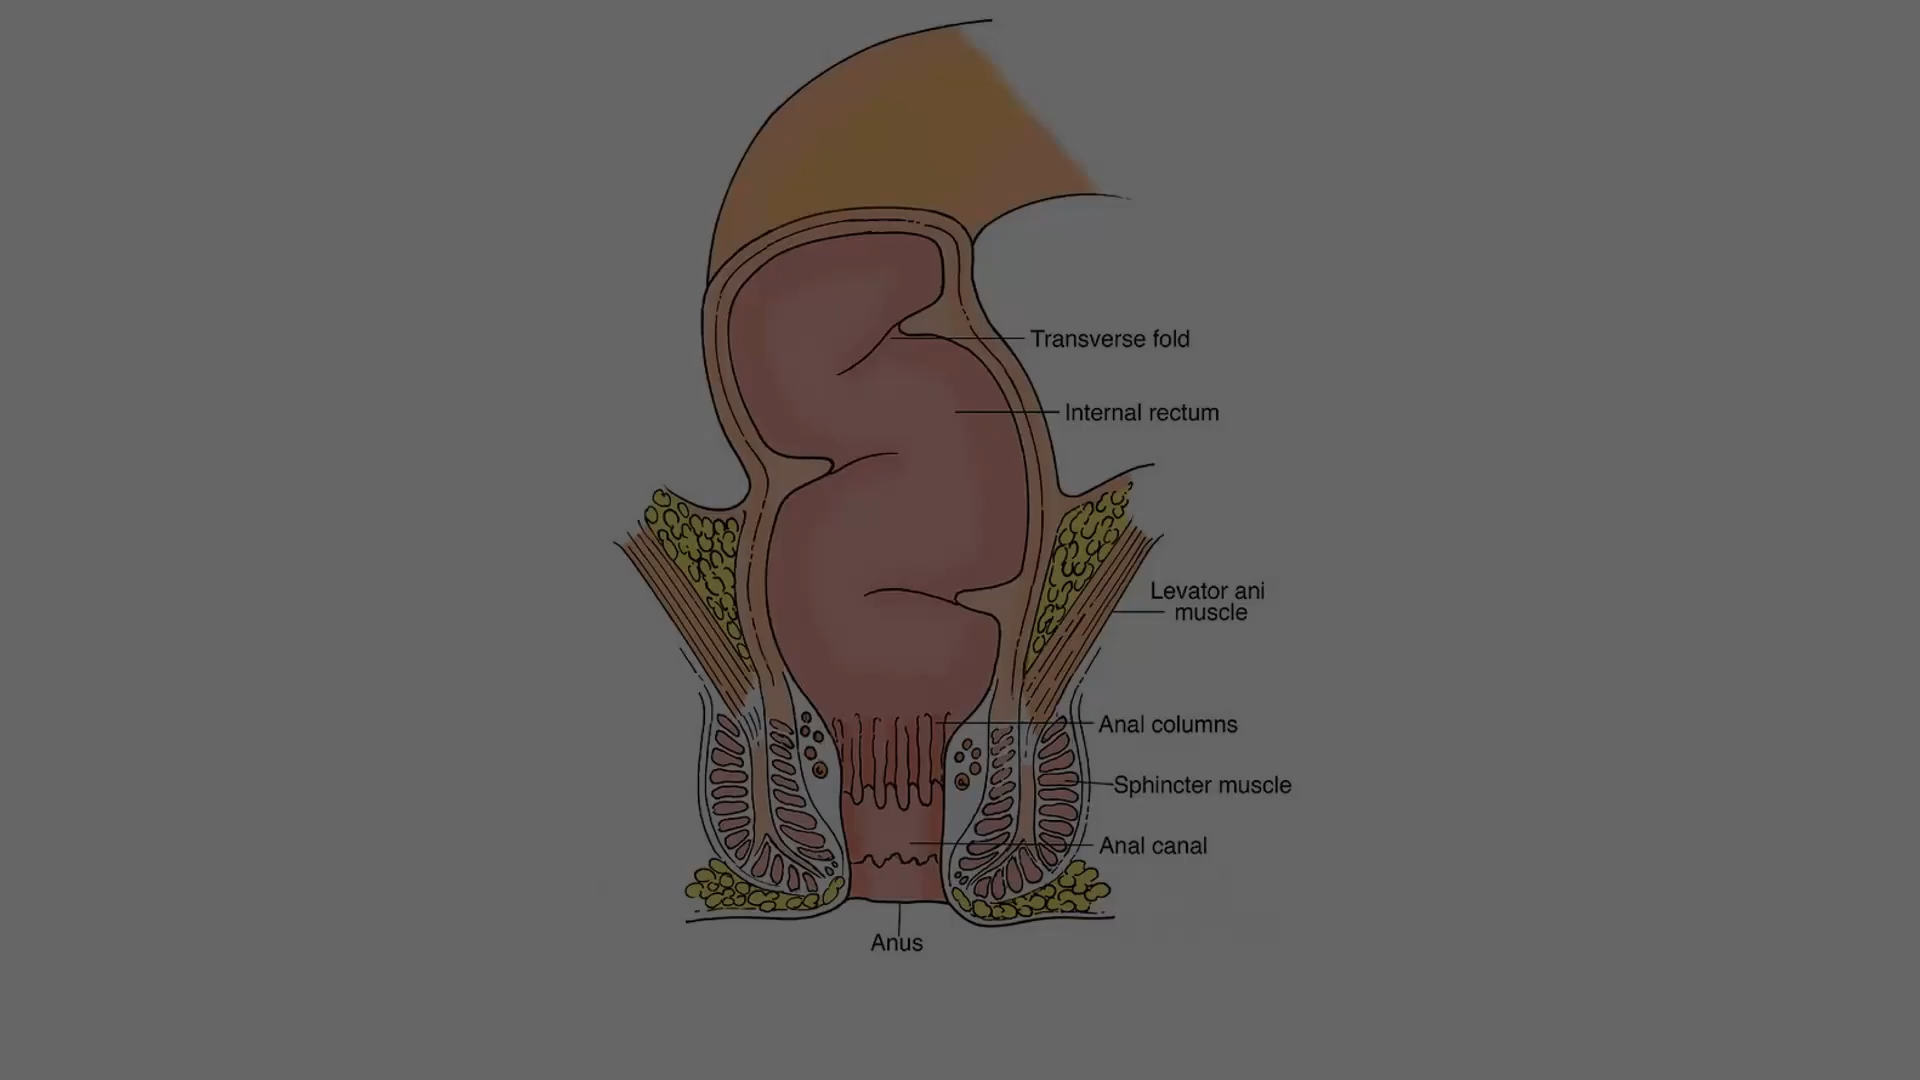 Transverse fold
Internal rectum
Levator ani
muscle
Anal columns
Sphincter muscle
Anal canal
Anus